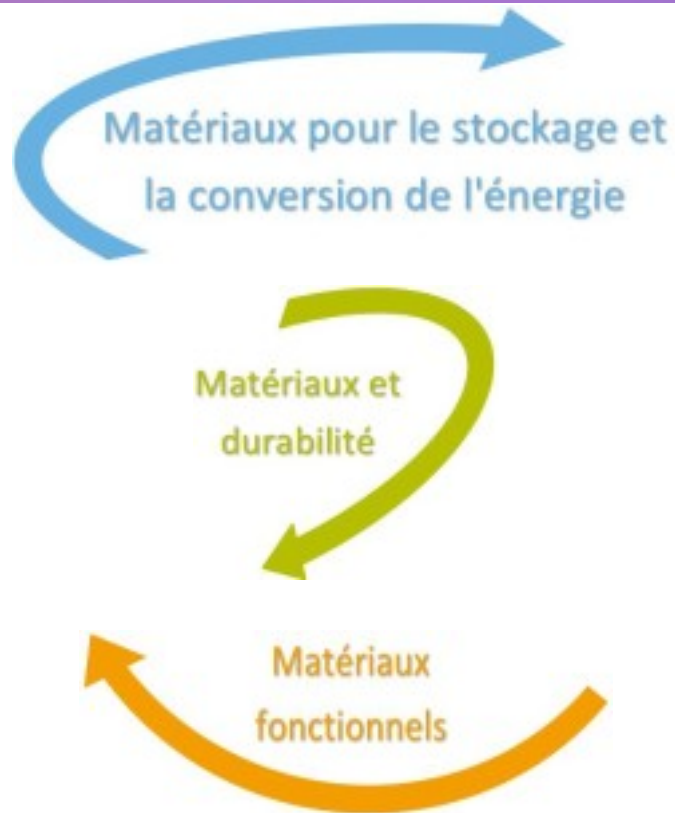 Matériaux pour le stockage et
la conversion de l'énergie
Matériaux et
durabilité
Matériaux
fonctionnels